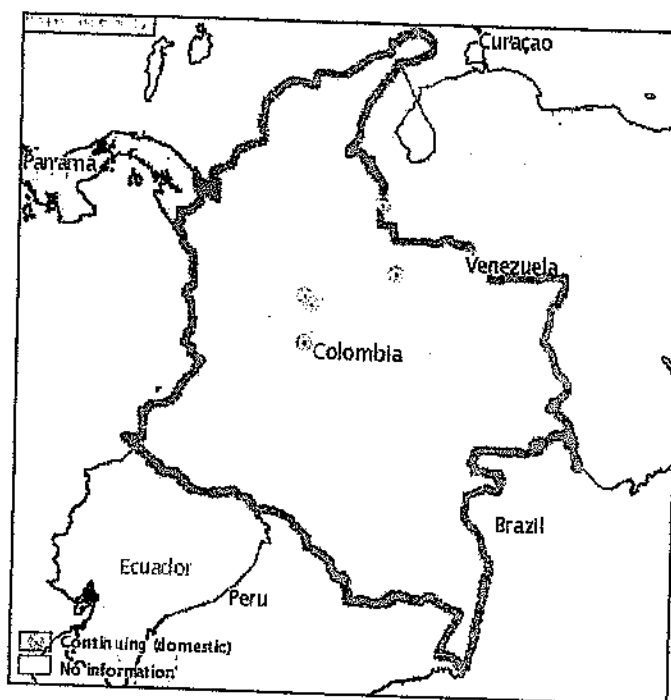 Curaçao
Panama
Venezuela
Colombia
Brazil
Ecuador
Peru
Continuing (domestic)
No information